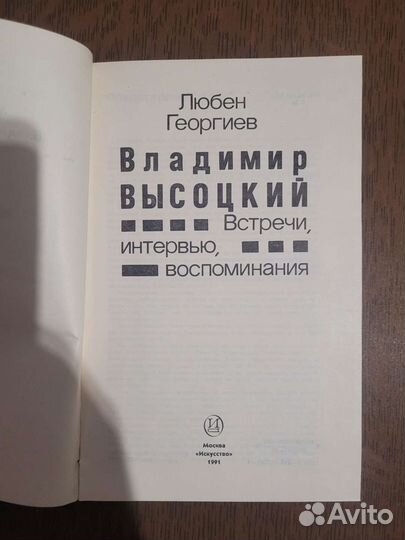 Любен
Георгиев
Владимир
ВЫСОЦКИЙ
Встречи,
интервью,
воспоминания
И
Москва
«Искусство»
1991
Avito